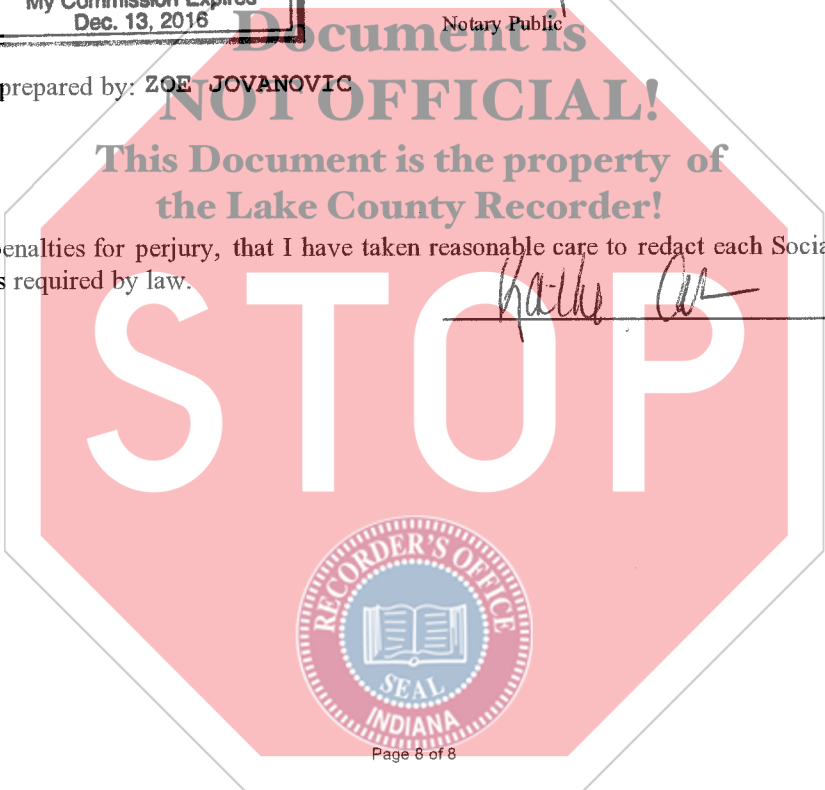 My Commission Expires
Dec. 13, 2016
Notary Public
Document is
prepared by: ZOE JOVANOVIC
NOT OFFICIAL!
This Document is the property of
the Lake County Recorder!
enalties for perjury, that I have taken reasonable care to redact each Socia
s required by law.
STOP
RECORDER'S OFFICE
SEAL
INDIANA
Page 8 of 8